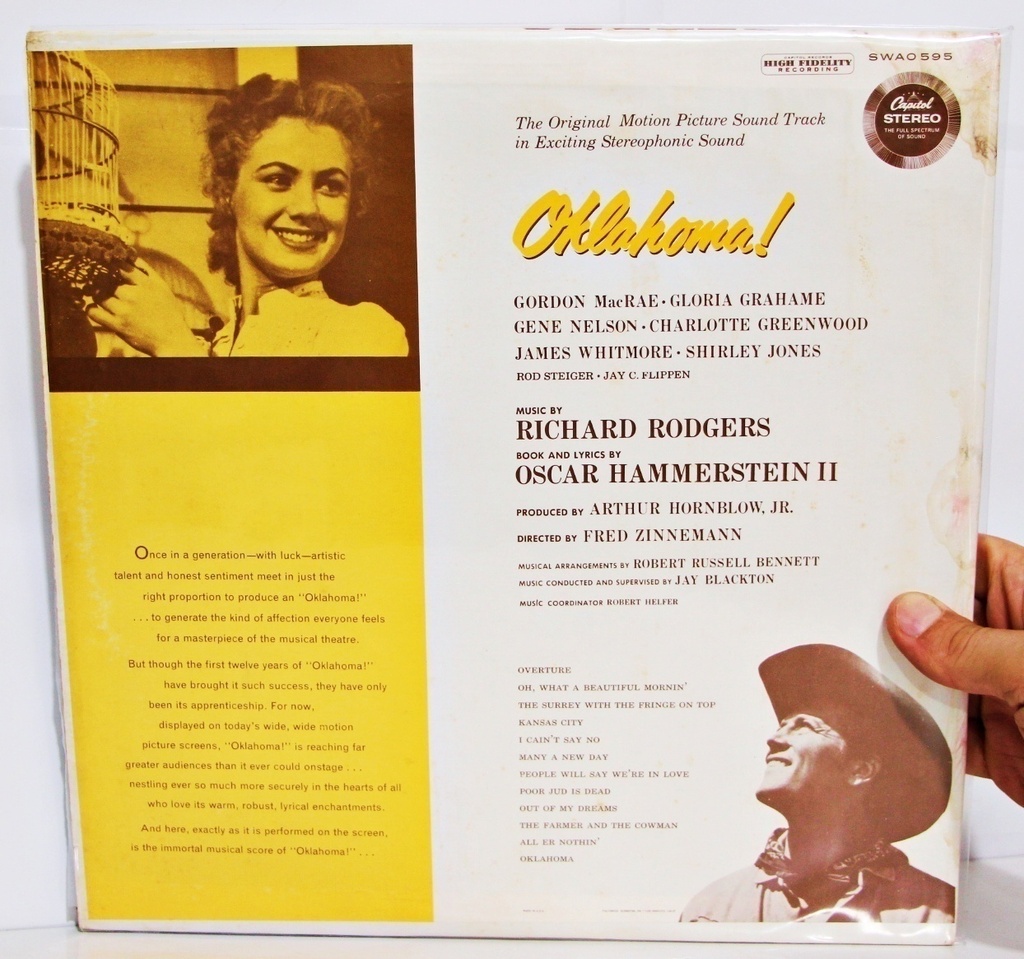 CAPITOL RECORDS
HIGH FIDELITY
RECORDING
SWAO 595
Capitol
STEREO
THE FULL SPECTRUM
OF SOUND
The Original Motion Picture Sound Track
in Exciting Stereophonic Sound
Oklahoma!
GORDON MacRAE · GLORIA GRAHAME
GENE NELSON · CHARLOTTE GREENWOOD
JAMES WHITMORE · SHIRLEY JONES
ROD STEIGER · JAY C. FLIPPEN
MUSIC BY
RICHARD RODGERS
BOOK AND LYRICS BY
OSCAR HAMMERSTEIN II
PRODUCED BY ARTHUR HORNBLOW, JR.
DIRECTED BY FRED ZINNEMANN
MUSICAL ARRANGEMENTS BY ROBERT RUSSELL BENNETT
MUSIC CONDUCTED AND SUPERVISED BY JAY BLACKTON
MUSIC COORDINATOR ROBERT HELFER
Once in a generation—with luck—artistic
talent and honest sentiment meet in just the
right proportion to produce an "Oklahoma!"
. . . to generate the kind of affection everyone feels
for a masterpiece of the musical theatre.
But though the first twelve years of "Oklahoma!"
have brought it such success, they have only
been its apprenticeship. For now,
displayed on today's wide, wide motion
picture screens, "Oklahoma!" is reaching far
greater audiences than it ever could onstage . . .
nestling ever so much more securely in the hearts of all
who love its warm, robust, lyrical enchantments.
And here, exactly as it is performed on the screen,
is the immortal musical score of "Oklahoma!" . . .
OVERTURE
OH, WHAT A BEAUTIFUL MORNIN'
THE SURREY WITH THE FRINGE ON TOP
KANSAS CITY
I CAIN'T SAY NO
MANY A NEW DAY
PEOPLE WILL SAY WE'RE IN LOVE
POOR JUD IS DEAD
OUT OF MY DREAMS
THE FARMER AND THE COWMAN
ALL ER NOTHIN'
OKLAHOMA